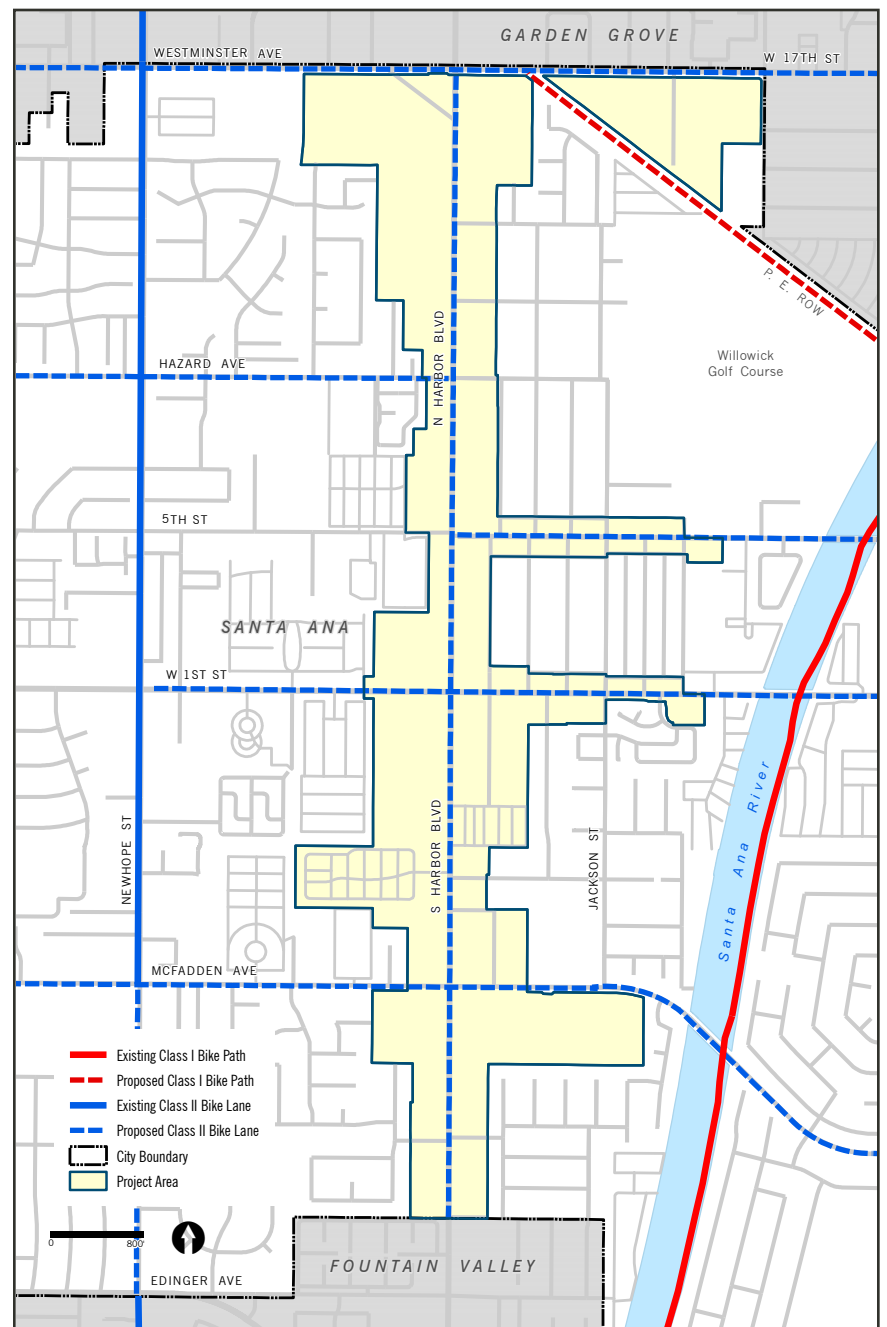 GARDEN GROVE
WESTMINSTER AVE
W 17TH ST
P. E. ROW
N HARBOR BLVD
Willowick
Golf Course
HAZARD AVE
5TH ST
SANTA ANA
W 1ST ST
Santa Ana River
NEWHOPE ST
S HARBOR BLVD
JACKSON ST
MCFADDEN AVE
Existing Class I Bike Path
Proposed Class I Bike Path
Existing Class II Bike Lane
Proposed Class II Bike Lane
City Boundary
Project Area
0 800'
FOUNTAIN VALLEY
EDINGER AVE